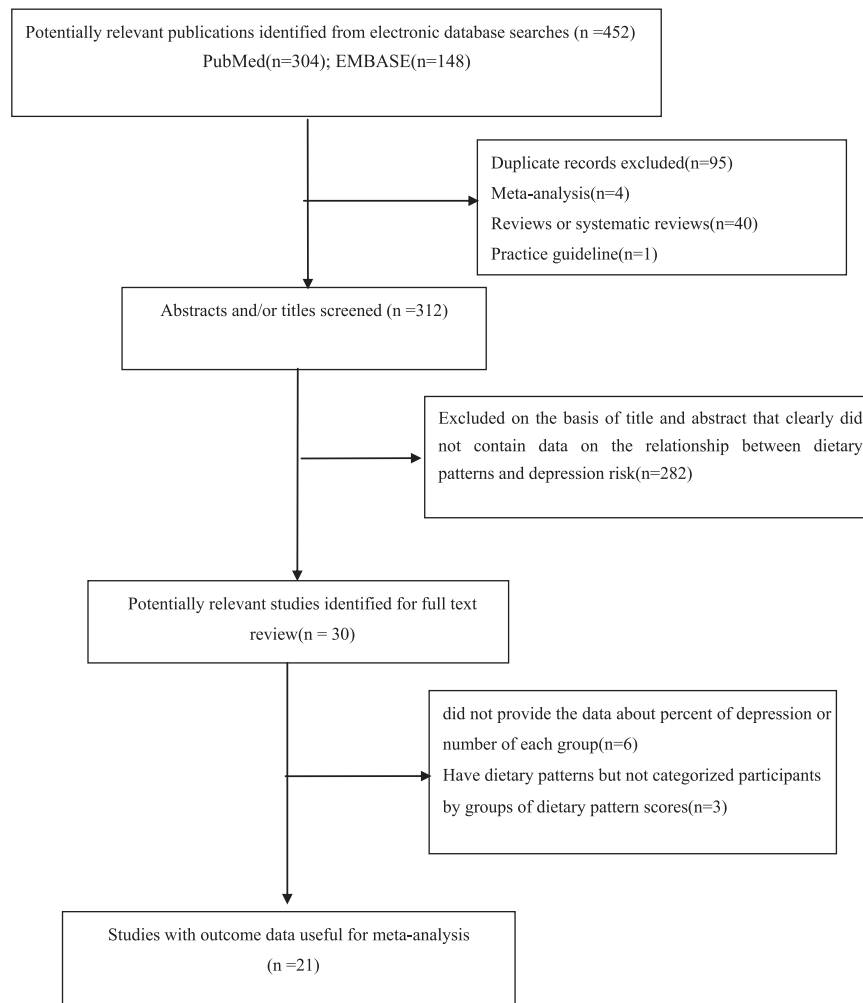 Potentially relevant publications identified from electronic database searches (n =452)
PubMed(n=304); EMBASE(n=148)
Duplicate records excluded(n=95)
Meta-analysis(n=4)
Reviews or systematic reviews(n=40)
Practice guideline(n=1)
Abstracts and/or titles screened (n =312)
Excluded on the basis of title and abstract that clearly did
not contain data on the relationship between dietary
patterns and depression risk(n=282)
Potentially relevant studies identified for full text
review(n = 30)
did not provide the data about percent of depression or
number of each group(n=6)
Have dietary patterns but not categorized participants
by groups of dietary pattern scores(n=3)
Studies with outcome data useful for meta-analysis
(n =21)